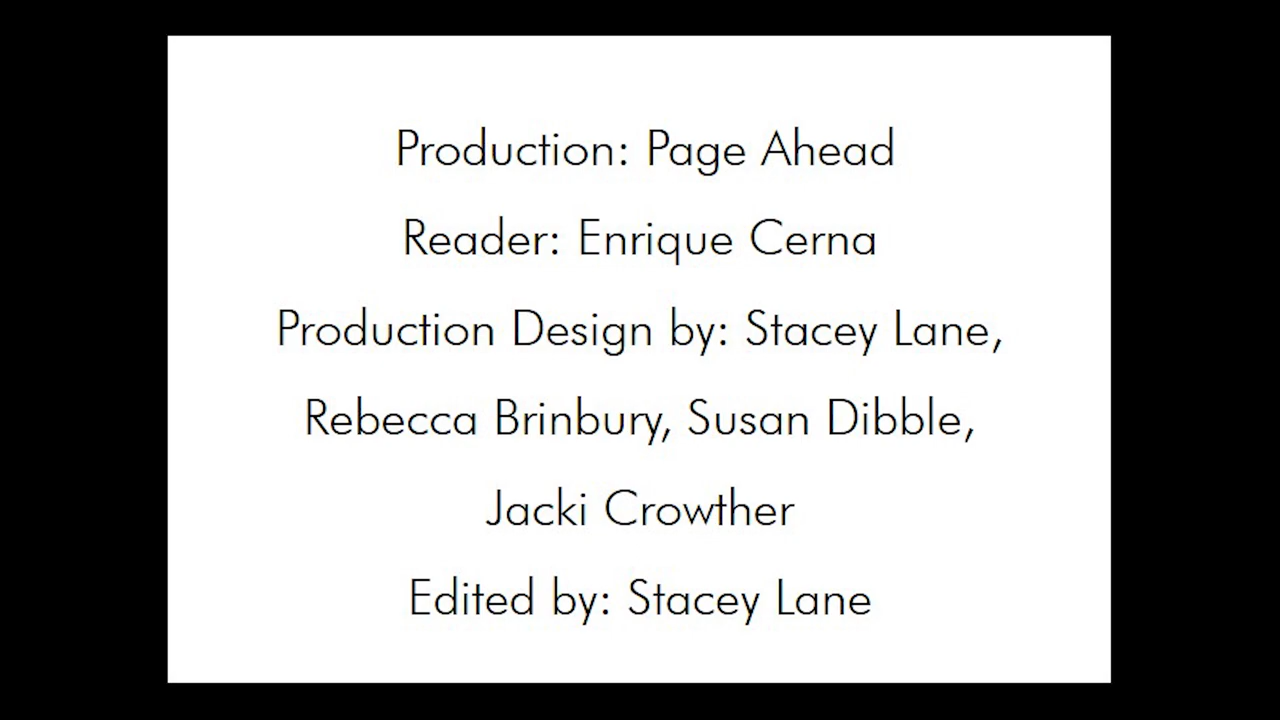 Production: Page Ahead
Reader: Enrique Cerna
Production Design by: Stacey Lane,
Rebecca Brinbury, Susan Dibble,
Jacki Crowther
Edited by: Stacey Lane